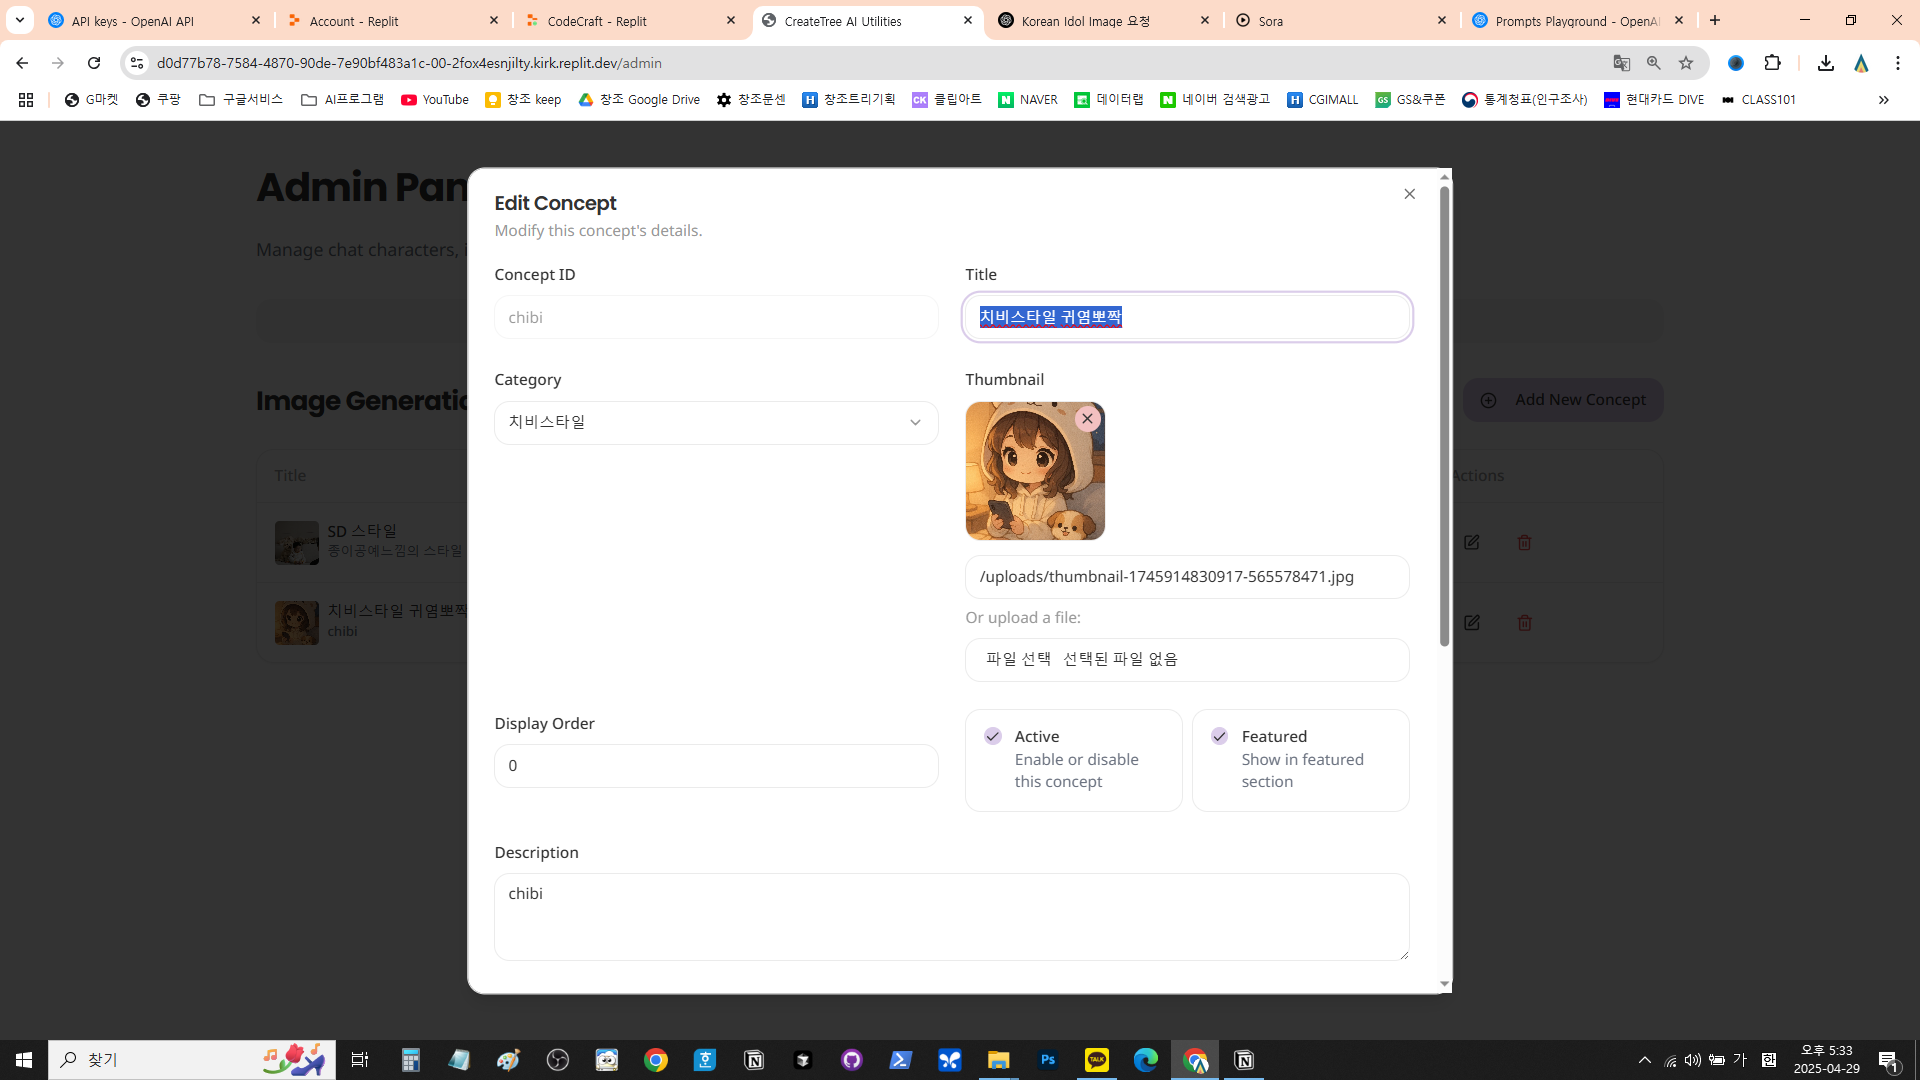 API keys - OpenAI API
Account - Replit
CodeCraft - Replit
CreateTree AI Utilities
Korean Idol Image 요청
Sora
Prompts Playground - OpenAI
d0d77b78-7584-4870-90de-7e90bf483a1c-00-2fox4esnjilty.kirk.replit.dev/admin
G마켓
쿠팡
구글서비스
AI프로그램
YouTube
창조 keep
창조 Google Drive
창조문센
창조트리기획
클립아트
NAVER
데이터랩
네이버 검색광고
CGIMALL
GS&쿠폰
통계청표(인구조사)
현대카드 DIVE
CLASS101
Admin Pan
Manage chat characters, i
Image Generatio
Add New Concept
Title
Actions
SD 스타일
종이공예느낌의 스타일
치비스타일 귀염뽀짝
chibi
Edit Concept
Modify this concept's details.
Concept ID
chibi
Title
치비스타일 귀염뽀짝
Category
치비스타일
Thumbnail
/uploads/thumbnail-1745914830917-565578471.jpg
Or upload a file:
파일 선택 선택된 파일 없음
Display Order
0
Active
Enable or disable
this concept
Featured
Show in featured
section
Description
chibi
찾기
가
한
오후 5:33
2025-04-29
1